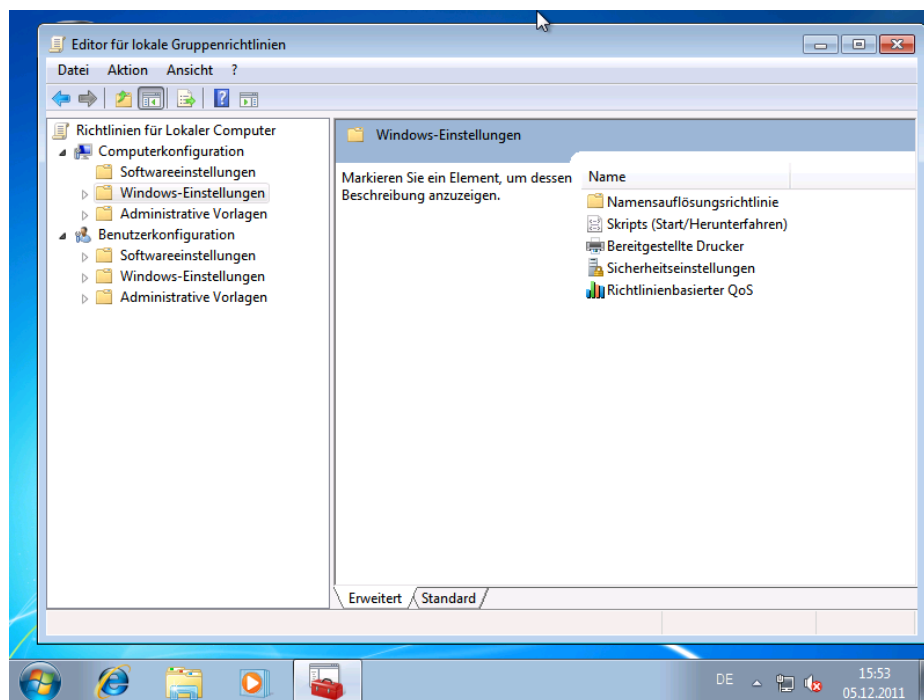 Editor für lokale Gruppenrichtlinien
Datei Aktion Ansicht ?
Richtlinien für Lokaler Computer
Computerkonfiguration
Softwareeinstellungen
Windows-Einstellungen
Administrative Vorlagen
Benutzerkonfiguration
Softwareeinstellungen
Windows-Einstellungen
Administrative Vorlagen
Windows-Einstellungen
Markieren Sie ein Element, um dessen
Beschreibung anzuzeigen.
Name
Namensauflösungsrichtlinie
Skripts (Start/Herunterfahren)
Bereitgestellte Drucker
Sicherheitseinstellungen
Richtlinienbasierter QoS
Erweitert Standard
DE
15:53
05.12.2011